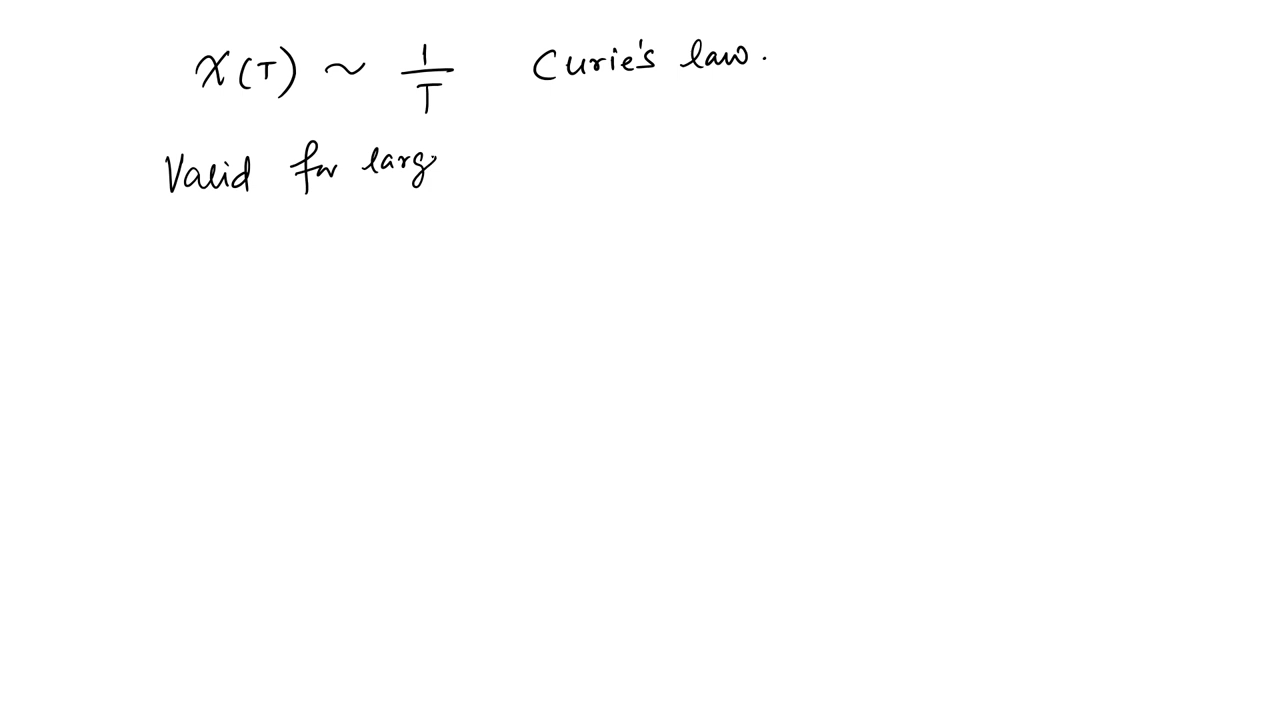 χ(T) ~ 1/T Curie's law.
Valid for larg